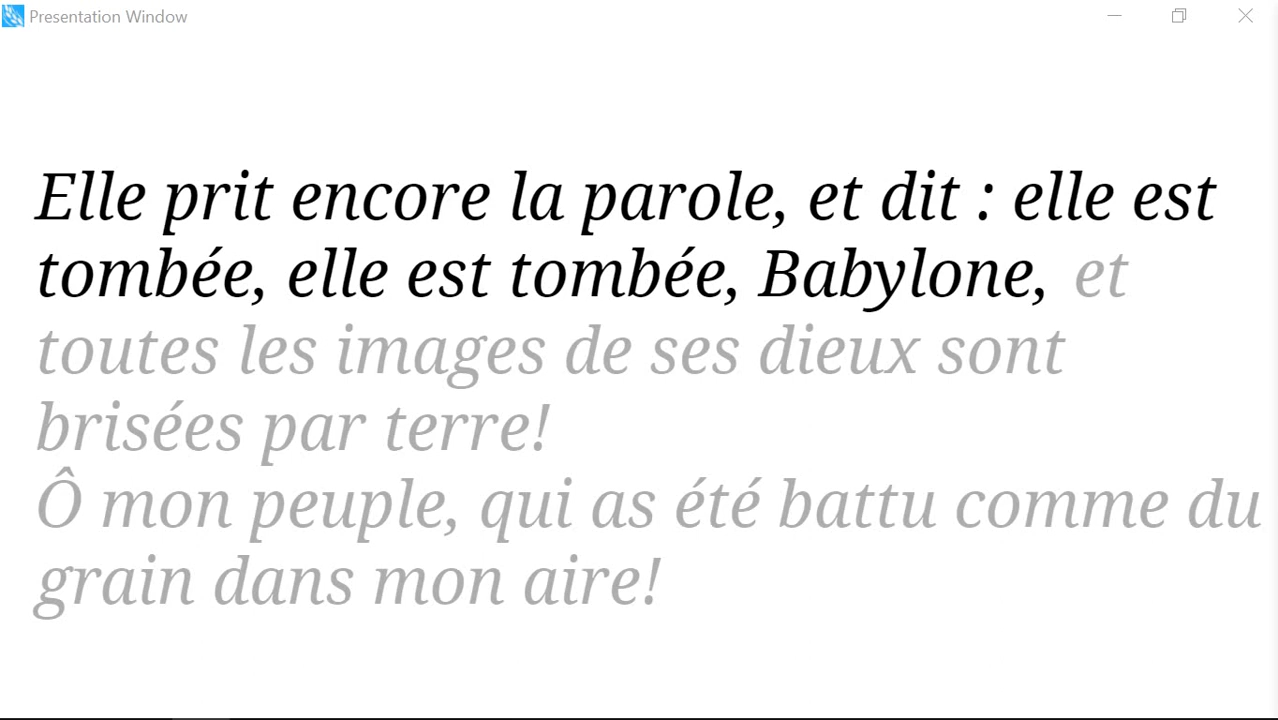 Presentation Window
Elle prit encore la parole, et dit : elle est
tombée, elle est tombée, Babylone, et
toutes les images de ses dieux sont
brisées par terre!
Ô mon peuple, qui as été battu comme du
grain dans mon aire!